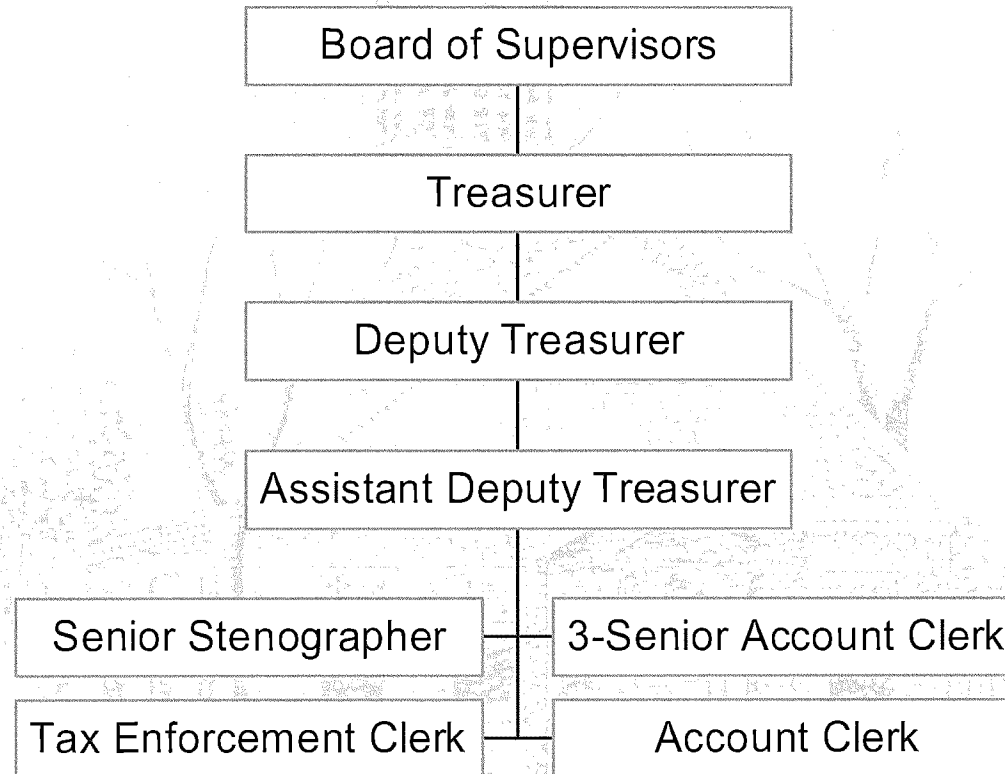 Board of Supervisors
Treasurer
Deputy Treasurer
Assistant Deputy Treasurer
Senior Stenographer
3-Senior Account Clerk
Tax Enforcement Clerk
Account Clerk